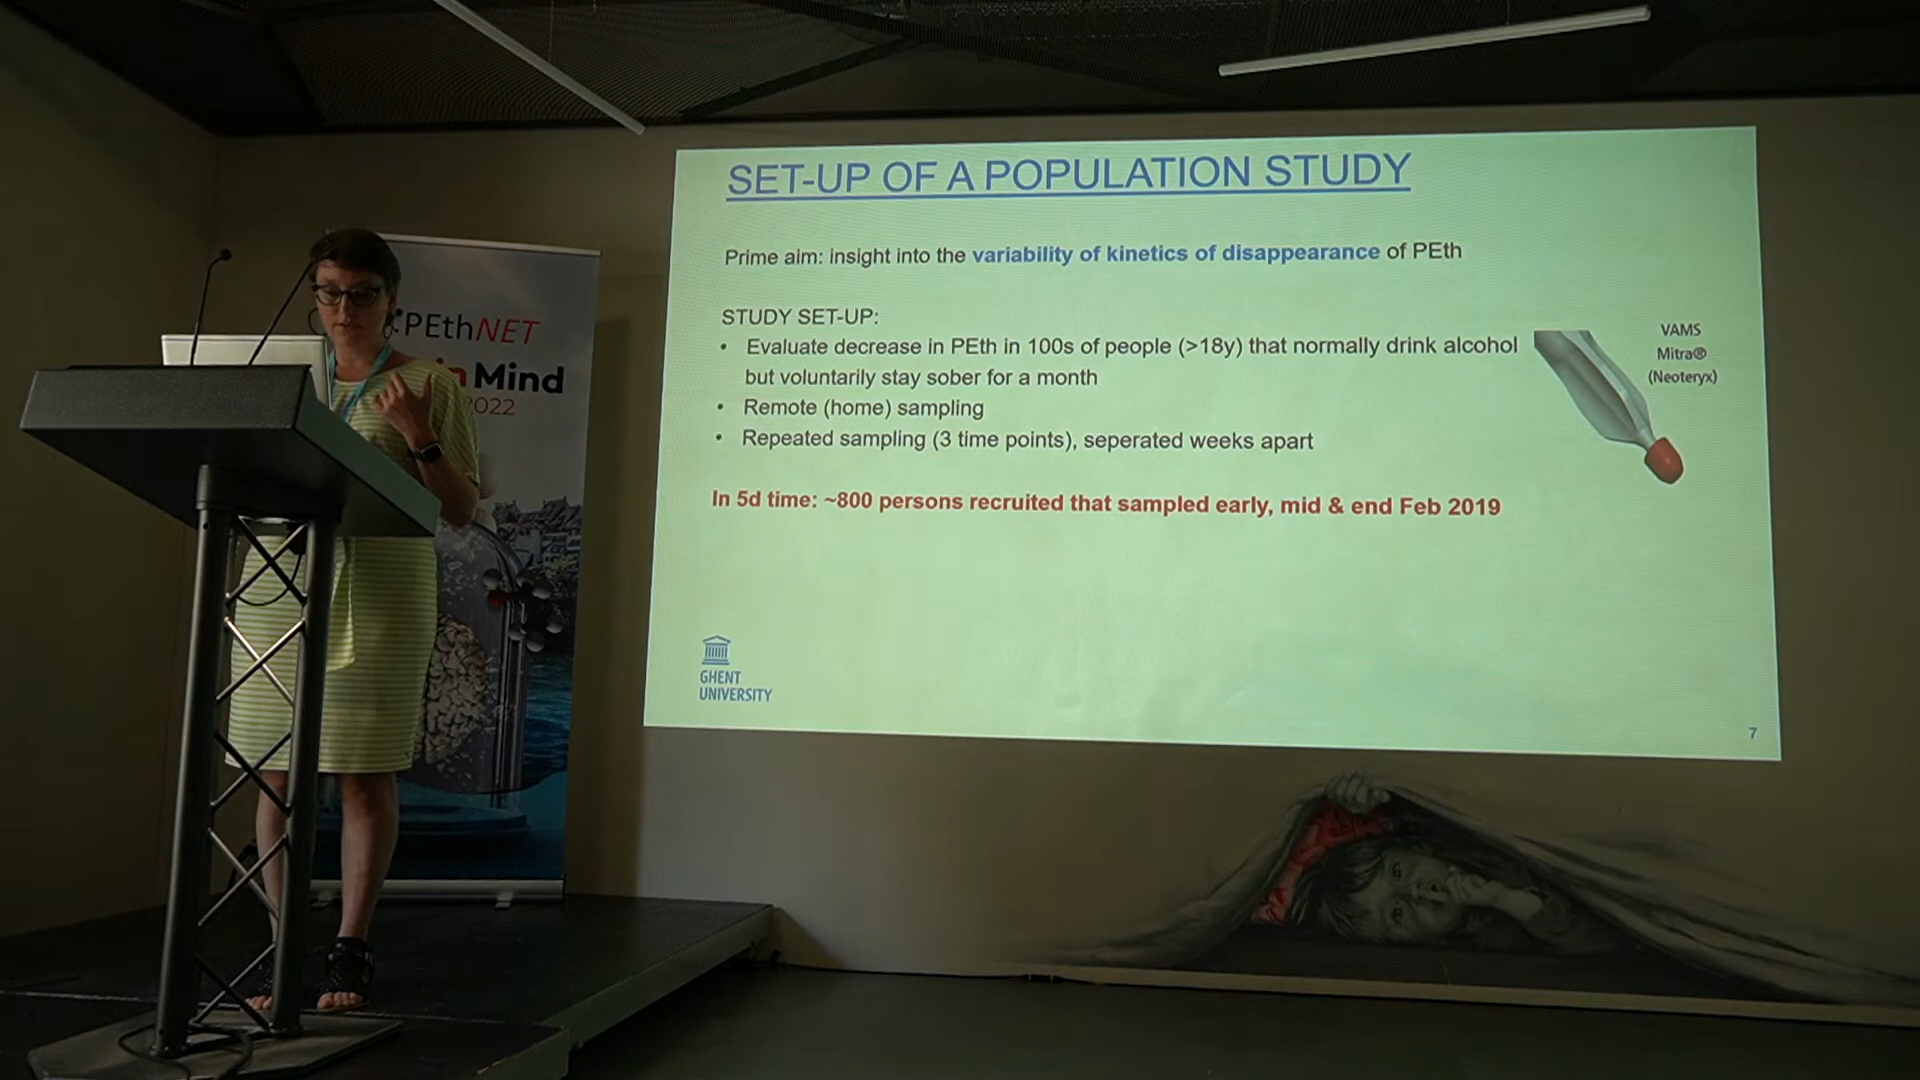 SET-UP OF A POPULATION STUDY
Prime aim: insight into the variability of kinetics of disappearance of PEth
STUDY SET-UP:
• Evaluate decrease in PEth in 100s of people (>18y) that normally drink alcohol
but voluntarily stay sober for a month
• Remote (home) sampling
• Repeated sampling (3 time points), seperated weeks apart
In 5d time: ~800 persons recruited that sampled early, mid & end Feb 2019
VAMS
Mitra®
(Neoteryx)
GHENT
UNIVERSITY
7
PEthNET
Mind
2022